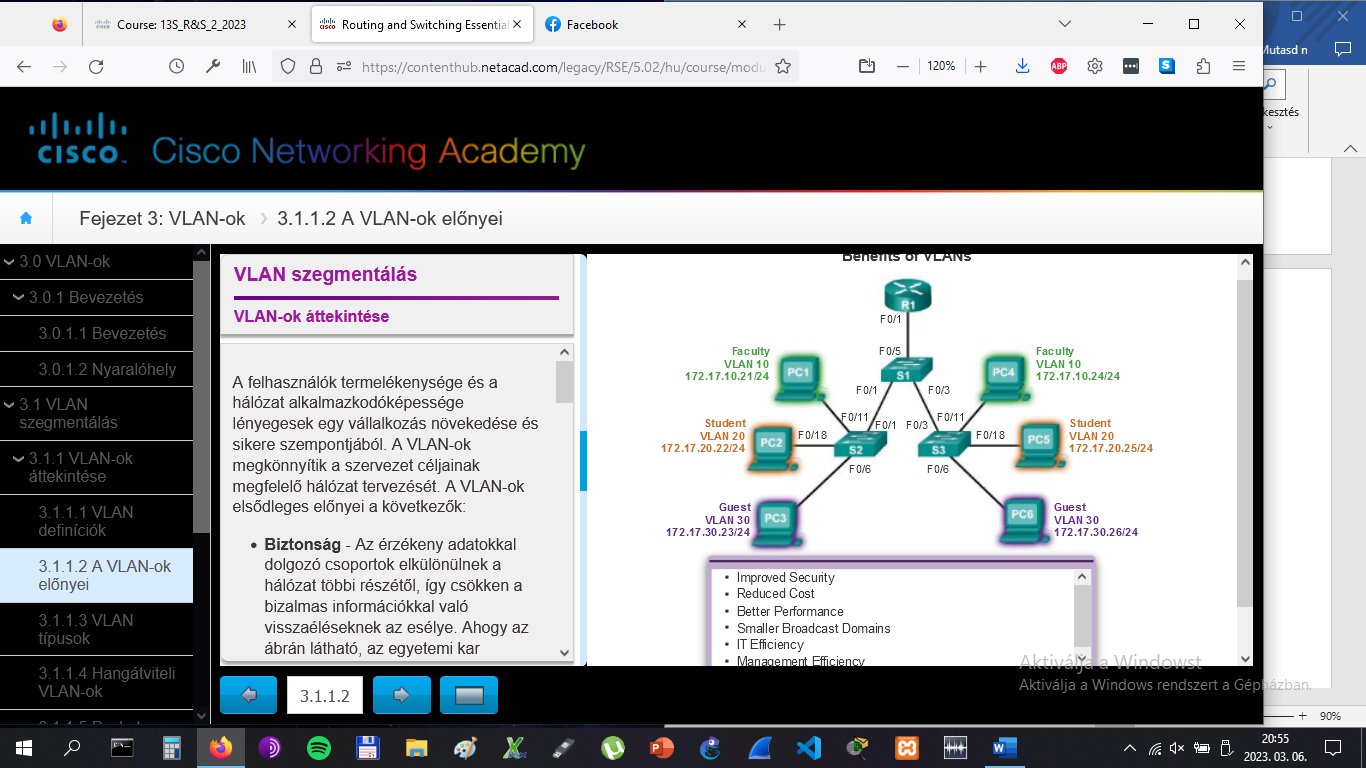 Course: 13S_R&S_2_2023
Routing and Switching Essential
Facebook
Mutasd n
https://contenthub.netacad.com/legacy/RSE/5.02/hu/course/modu
120%
ABP
S
kesztés
CISCO
Cisco Networking Academy
Fejezet 3: VLAN-ok
3.1.1.2 A VLAN-ok előnyei
3.0 VLAN-ok
3.0.1 Bevezetés
3.0.1.1 Bevezetés
3.0.1.2 Nyaralóhely
3.1 VLAN
szegmentálás
3.1.1 VLAN-ok
áttekintése
3.1.1.1 VLAN
definíciók
3.1.1.2 A VLAN-ok
előnyei
3.1.1.3 VLAN
típusok
3.1.1.4 Hangátviteli
VLAN-ok
VLAN szegmentálás
VLAN-ok áttekintése
A felhasználók termelékenysége és a
hálózat alkalmazkodóképessége
lényegesek egy vállalkozás növekedése és
sikere szempontjából. A VLAN-ok
megkönnyítik a szervezet céljainak
megfelelő hálózat tervezését. A VLAN-ok
elsődleges előnyei a következők:
• Biztonság - Az érzékeny adatokkal
dolgozó csoportok elkülönülnek a
hálózat többi részétől, így csökken a
bizalmas információkkal való
visszaéléseknek az esélye. Ahogy az
ábrán látható, az egyetemi kar
Benefits of VLANs
R1
F0/1
F0/5
S1
F0/1
F0/3
Faculty
VLAN 10
172.17.10.21/24
PC1
PC4
Faculty
VLAN 10
172.17.10.24/24
F0/11
F0/1
F0/3
F0/11
Student
VLAN 20
172.17.20.22/24
PC2
F0/18
S2
S3
F0/18
PC5
Student
VLAN 20
172.17.20.25/24
F0/6
F0/6
Guest
VLAN 30
172.17.30.23/24
PC3
PC6
Guest
VLAN 30
172.17.30.26/24
• Improved Security
• Reduced Cost
• Better Performance
• Smaller Broadcast Domains
• IT Efficiency
• Management Efficiency
3.1.1.2
Aktiválja a Windowst
Aktiválja a Windows rendszert a Gépházban.
90%
20:55
2023. 03. 06.